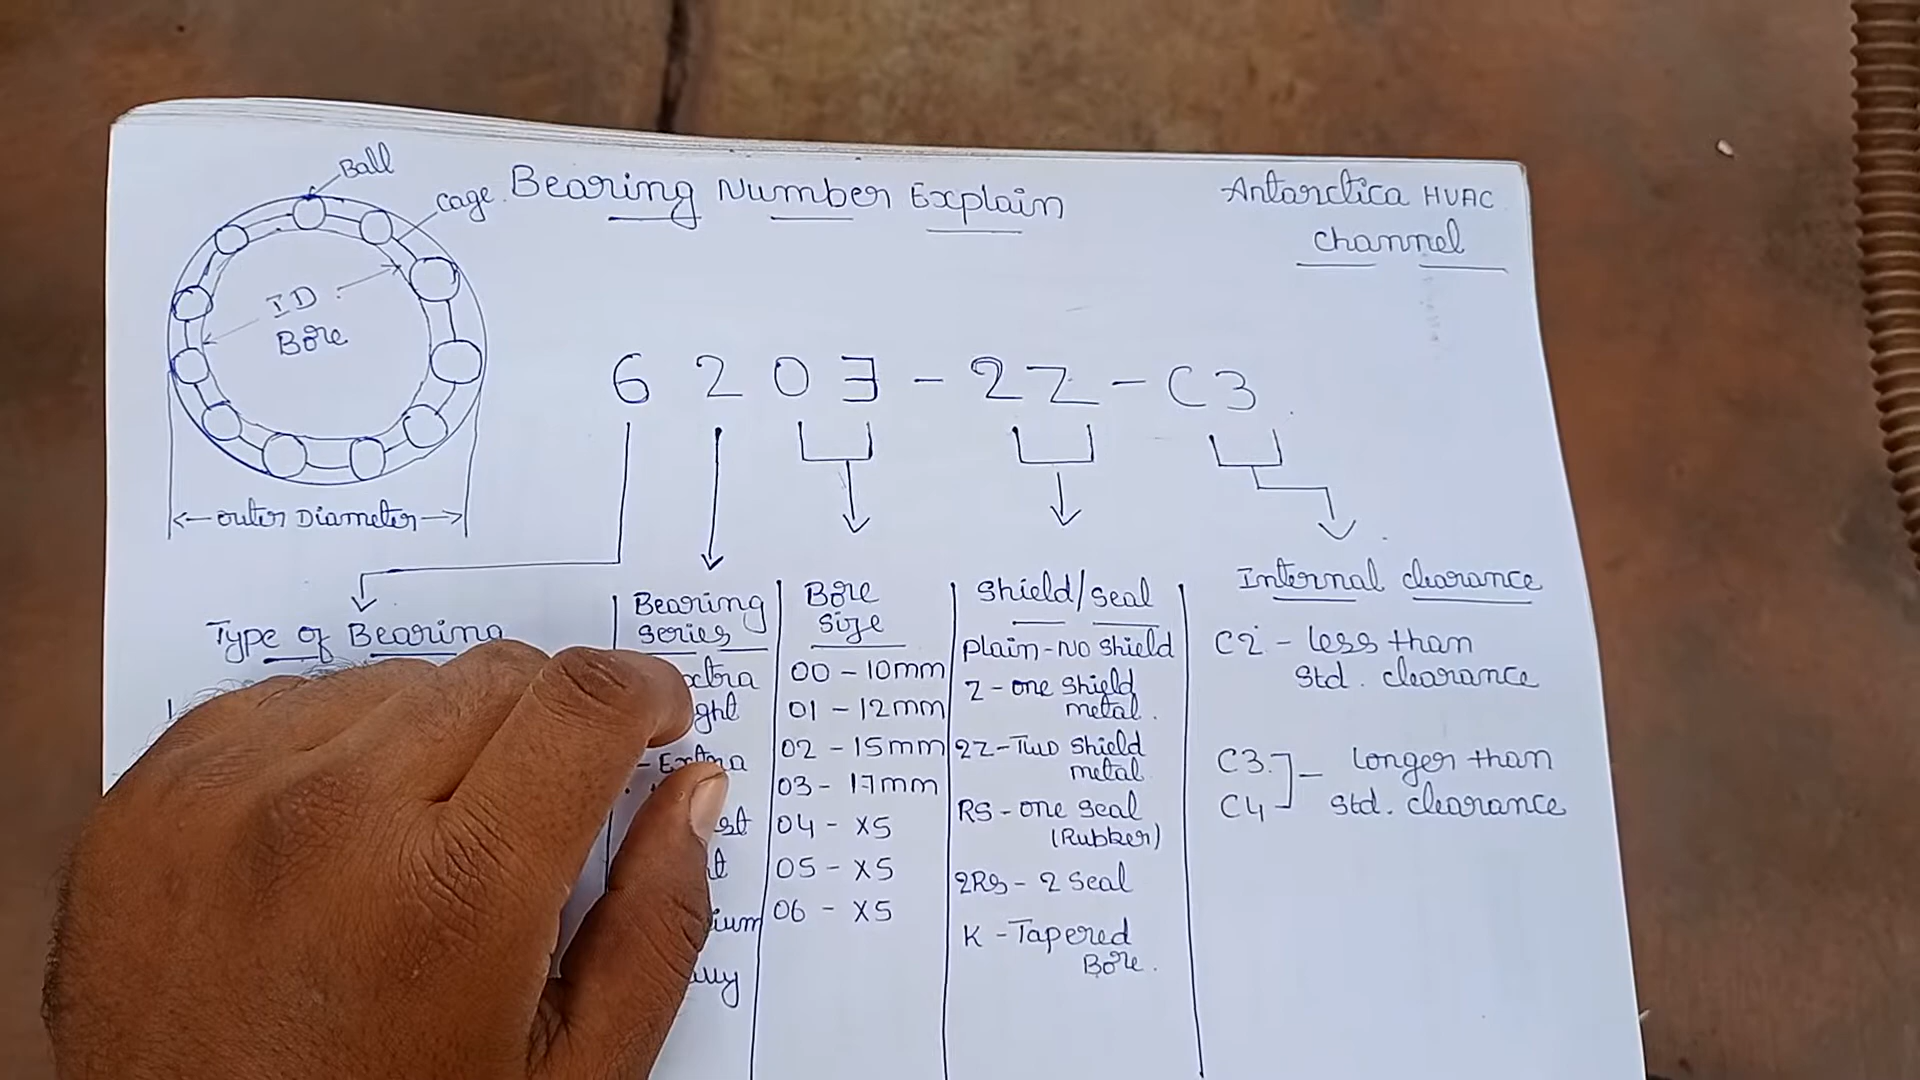 Ball
cage.
Bearing Number Explain
Antarctica HVAC
channel
ID
Bore
6203-2Z-C3
outer Diameter
Type of Bearing
Bearing
series
Extra
Bore
Size
00 - 10mm
01 - 12mm
02 - 15mm
03 - 17mm
04 - X5
05 - X5
06 - X5
Shield/Seal
Plain - No Shield
Z - one Shield
metal.
2Z - Two Shield
metal
RS - one Seal
(Rubber)
2RS - 2 Seal
K - Tapered
Bore.
Internal clearance
C2 - less than
std. clearance
C3
C4
longer than
std. clearance